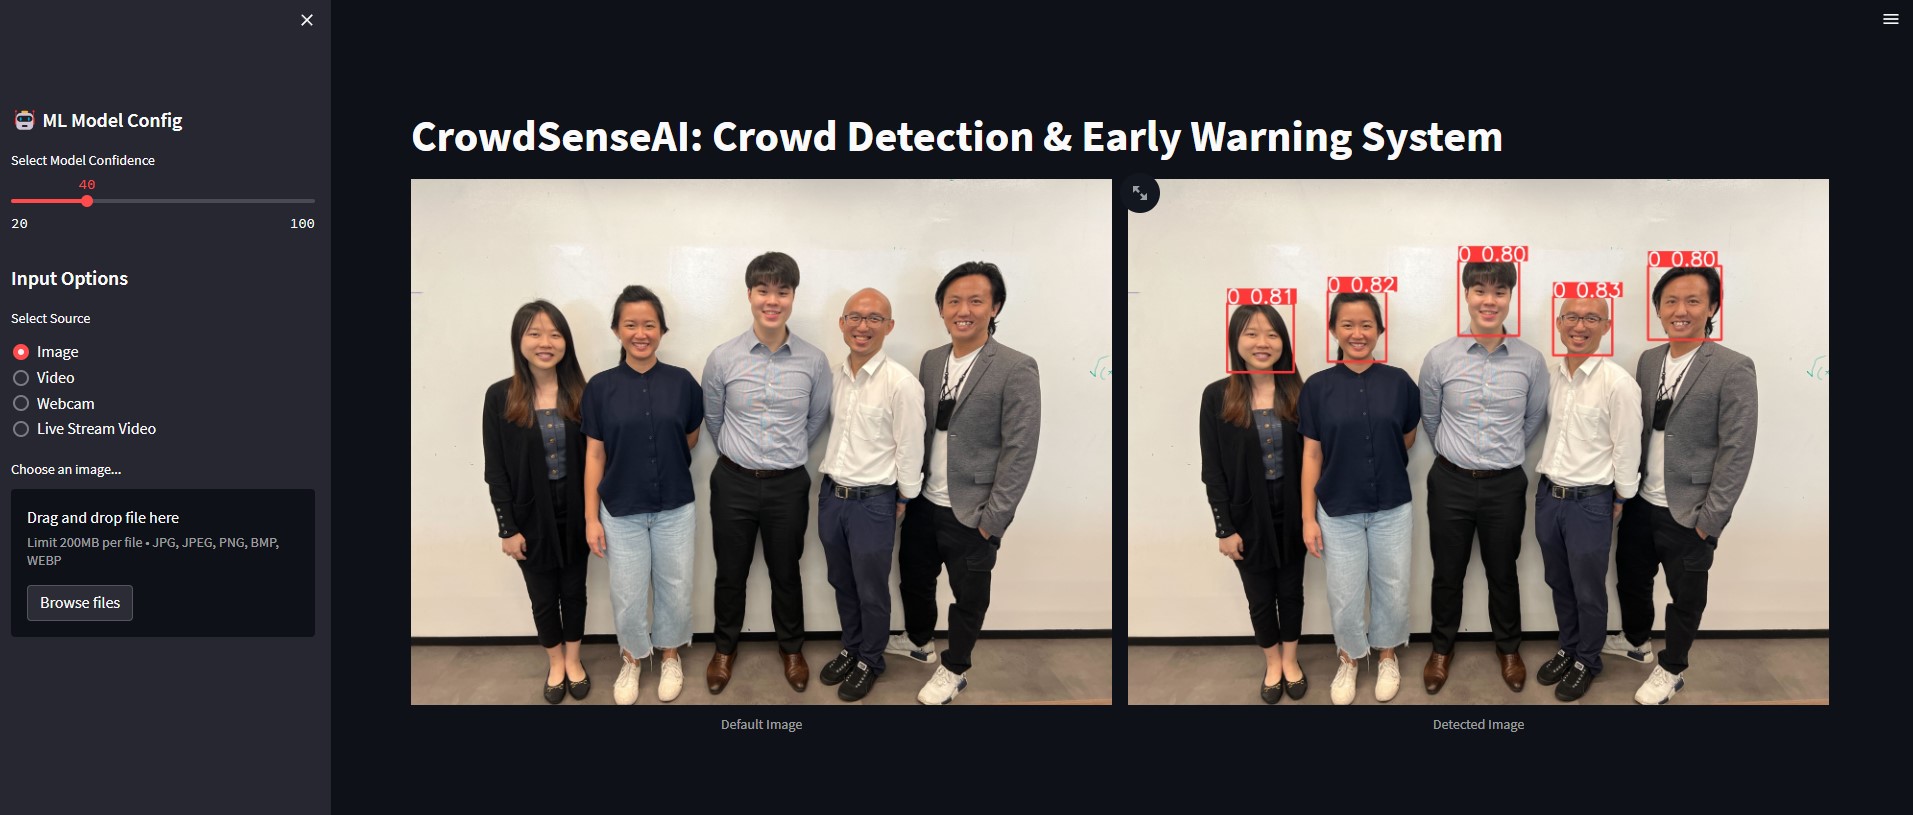 ML Model Config
Select Model Confidence
40
20 100
Input Options
Select Source
Image
Video
Webcam
Live Stream Video
Choose an image...
Drag and drop file here
Limit 200MB per file • JPG, JPEG, PNG, BMP,
WEBP
Browse files
CrowdSenseAI: Crowd Detection & Early Warning System
0 0.81
0 0.82
0 0.80
0 0.83
0 0.80
Default Image
Detected Image